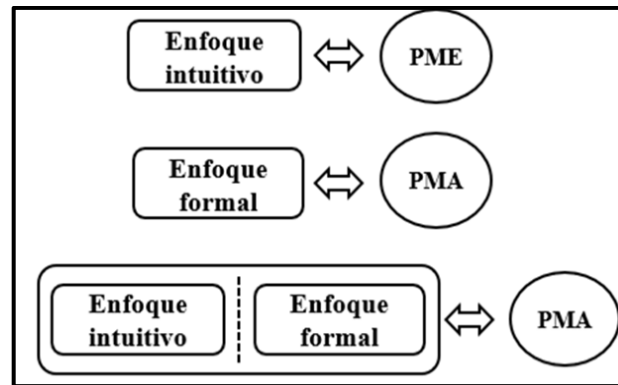 Enfoque
intuitivo
PME
Enfoque
formal
PMA
Enfoque
intuitivo
Enfoque
formal
PMA